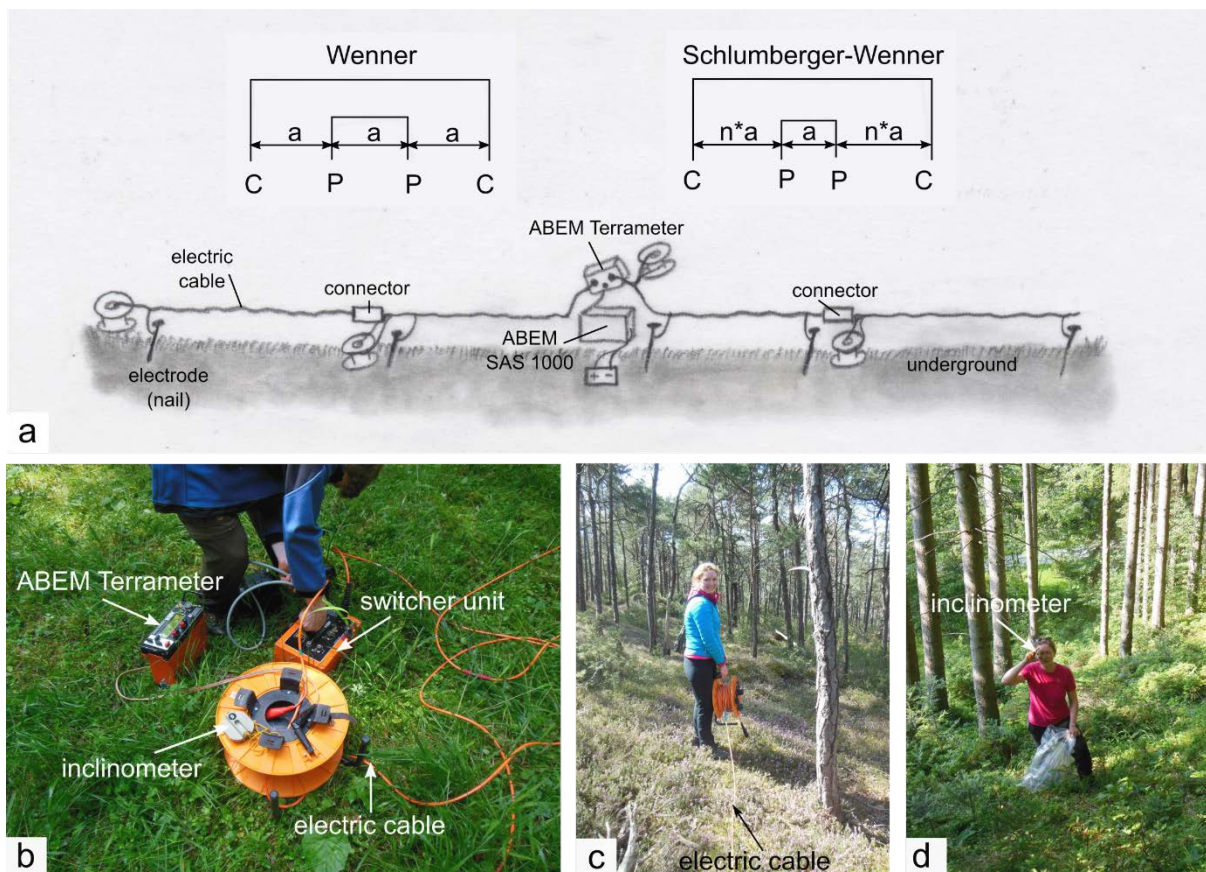 Wenner
a
a
a
C
P
P
C
Schlumberger-Wenner
n*a
a
n*a
C
P
P
C
ABEM Terrameter
electric
cable
connector
connector
ABEM
SAS 1000
electrode
(nail)
underground
+ -
a
ABEM Terrameter
switcher unit
inclinometer
electric cable
b
electric cable
c
inclinometer
d